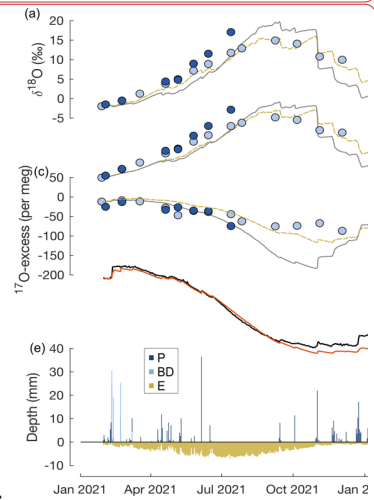 (a)
20
15
10
5
0
-5
δ18O (‰)
(c)
50
0
-50
-100
-150
-200
17O-excess (per meg)
(e)
40
30
20
10
0
-10
Depth (mm)
P
BD
E
Jan 2021 Apr 2021 Jul 2021 Oct 2021 Jan 2